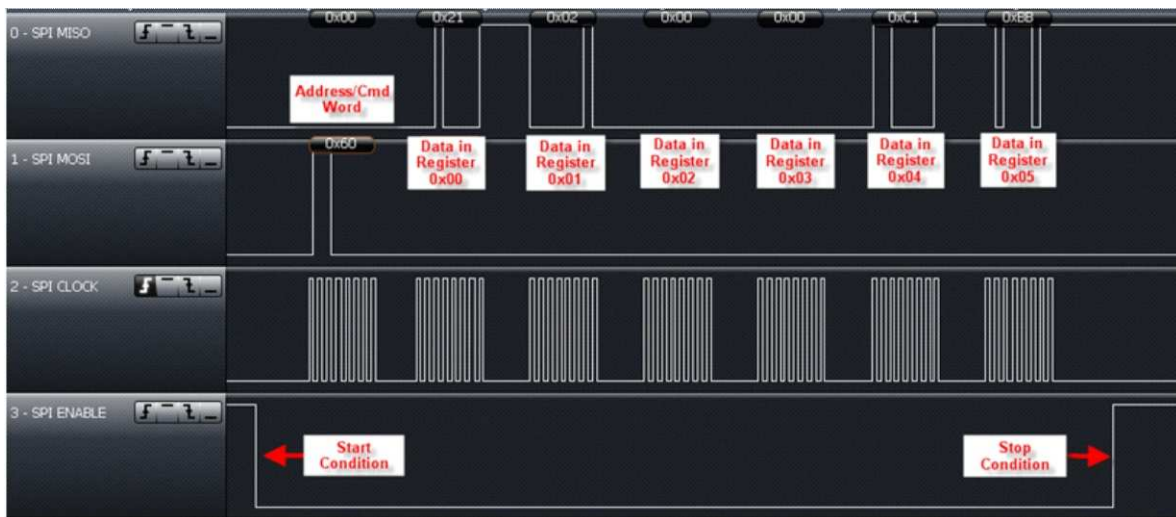 0x00 0x21 0x02 0x00 0x00 0xC1 0xBB
0 - SPI MISO
Address/Cmd
Word
0x60
1 - SPI MOSI
Data in
Register
0x00
Data in
Register
0x01
Data in
Register
0x02
Data in
Register
0x03
Data in
Register
0x04
Data in
Register
0x05
2 - SPI CLOCK
3 - SPI ENABLE
Start
Condition
Stop
Condition